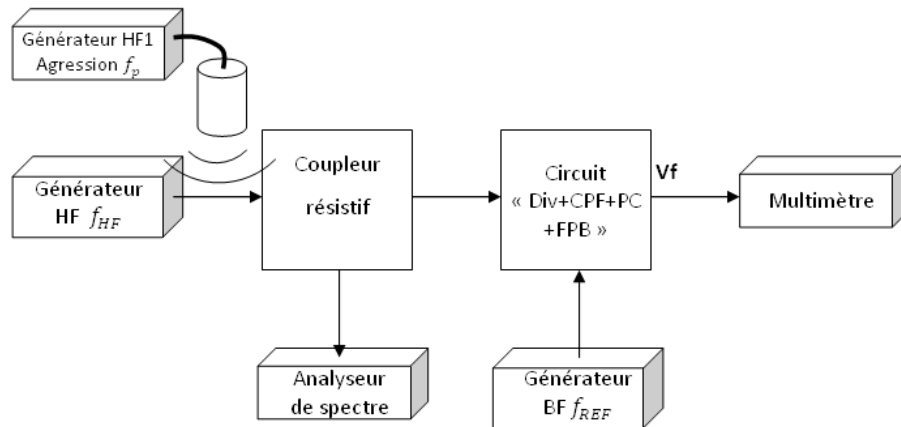 Générateur HF1
Agression f_p
Générateur
HF f_HF
Coupleur
résistif
Circuit
« Div+CPF+PC
+FPB »
Vf
Multimètre
Analyseur
de spectre
Générateur
BF f_REF